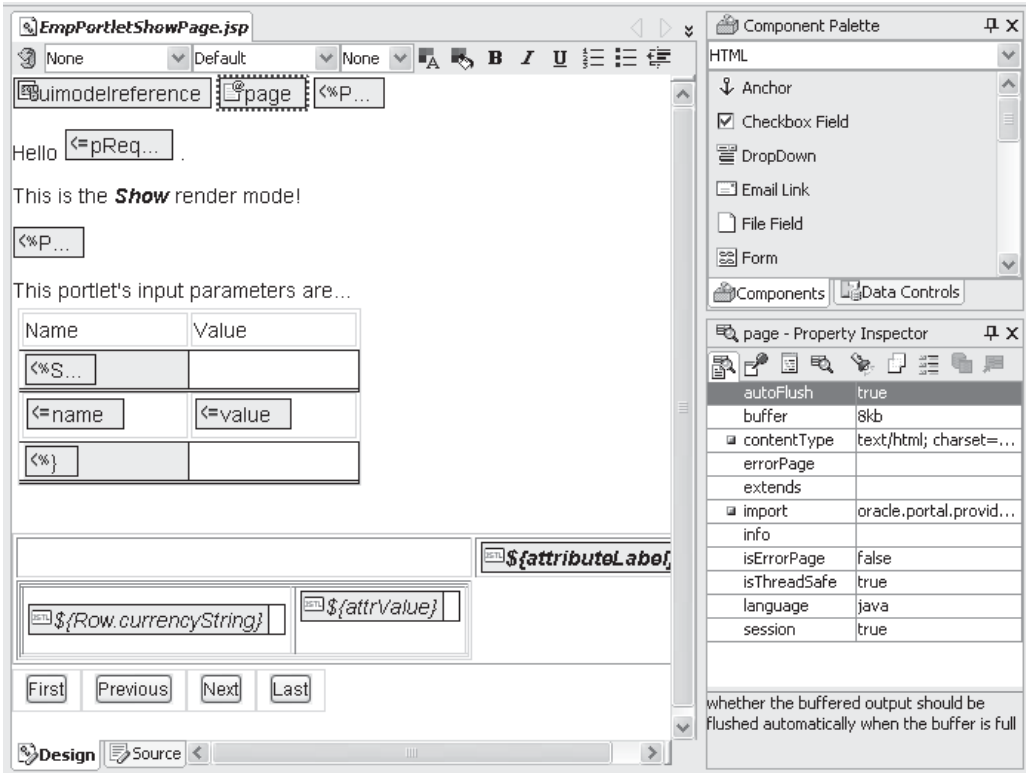 EmpPortletShowPage.jsp
None Default None B I U
uimodelreference page <%P...
Hello <=pReq... .
This is the Show render mode!
<%P...
This portlet's input parameters are...
Name Value
<%S...
<=name <=value
<%}
${attributeLabel}
${Row.currencyString} ${attrValue}
First Previous Next Last
Design Source
Component Palette
HTML
Anchor
Checkbox Field
DropDown
Email Link
File Field
Form
Components Data Controls
page - Property Inspector
autoFlush true
buffer 8kb
contentType text/html; charset=...
errorPage
extends
import oracle.portal.provid...
info
isErrorPage false
isThreadSafe true
language java
session true
whether the buffered output should be
flushed automatically when the buffer is full